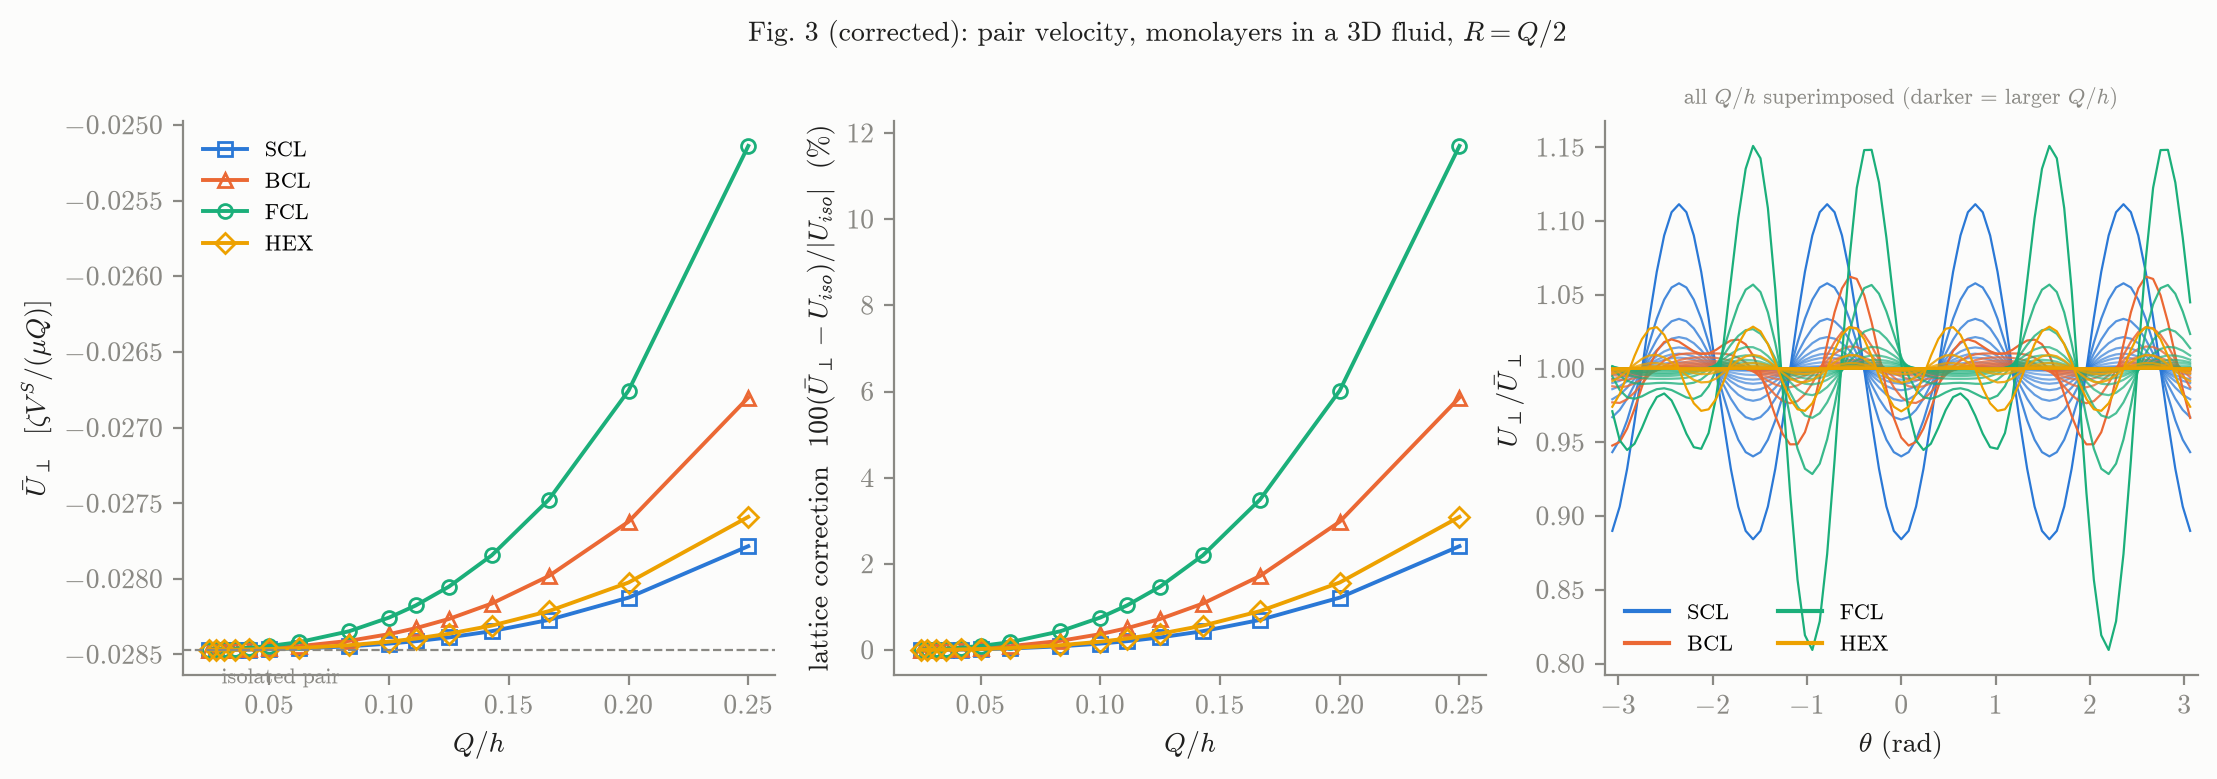 Fig. 3 (corrected): pair velocity, monolayers in a 3D fluid, R = Q/2
Ū⊥ [ζV^S/(μQ)]
−0.0250
−0.0255
−0.0260
−0.0265
−0.0270
−0.0275
−0.0280
−0.0285
SCL
BCL
FCL
HEX
isolated pair
0.05
0.10
0.15
0.20
0.25
Q/h
lattice correction 100(Ū⊥ − U_iso)/|U_iso| (%)
12
10
8
6
4
2
0
0.05
0.10
0.15
0.20
0.25
Q/h
all Q/h superimposed (darker = larger Q/h)
U⊥/Ū⊥
1.15
1.10
1.05
1.00
0.95
0.90
0.85
0.80
SCL
BCL
FCL
HEX
−3
−2
−1
0
1
2
3
θ (rad)